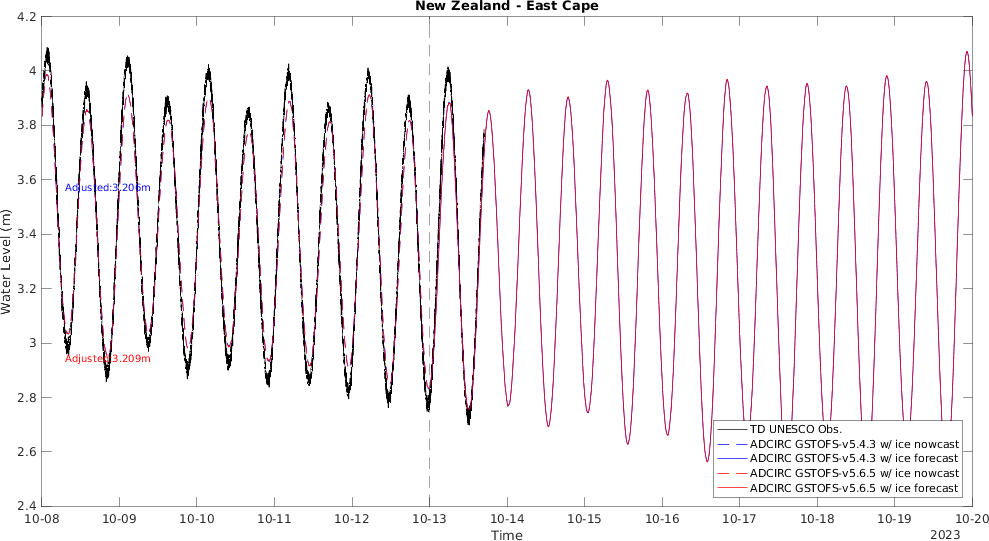 New Zealand - East Cape
4.2
4
3.8
3.6
3.4
3.2
3
2.8
2.6
2.4
Water Level (m)
Adjusted:3.206m
Adjusted:3.209m
TD UNESCO Obs.
ADCIRC GSTOFS-v5.4.3 w/ ice nowcast
ADCIRC GSTOFS-v5.4.3 w/ ice forecast
ADCIRC GSTOFS-v5.6.5 w/ ice nowcast
ADCIRC GSTOFS-v5.6.5 w/ ice forecast
10-08 10-09 10-10 10-11 10-12 10-13 10-14 10-15 10-16 10-17 10-18 10-19 10-20
Time
2023